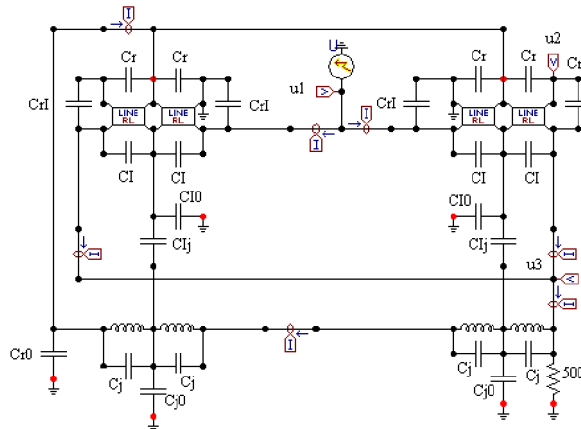 I
U
u2
V
Cr Cr Cr Cr Cr
u1
V
CrI CrI CrI
I
LINE RL LINE RL LINE RL LINE RL
I
CI CI CI CI
CI0 CI0
CIj CIj
I I
u3
V
I
I
Cr0
Cj Cj Cj Cj
500
Cj0 Cj0